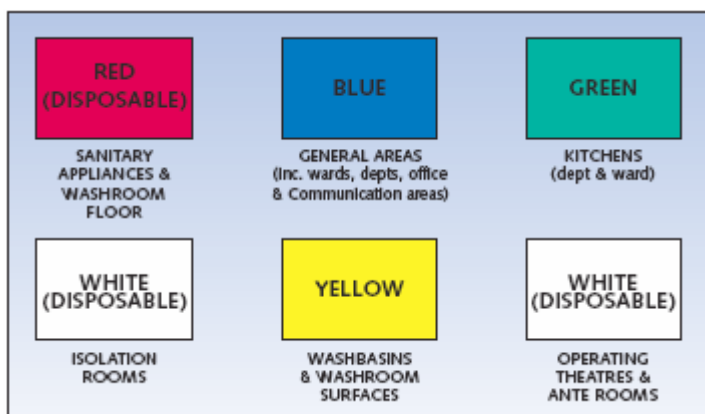 RED
(DISPOSABLE)
BLUE
GREEN
SANITARY
APPLIANCES &
WASHROOM
FLOOR
GENERAL AREAS
(Inc. wards, depts, office
& Communication areas)
KITCHENS
(dept & ward)
WHITE
(DISPOSABLE)
YELLOW
WHITE
(DISPOSABLE)
ISOLATION
ROOMS
WASHBASINS
& WASHROOM
SURFACES
OPERATING
THEATRES &
ANTE ROOMS